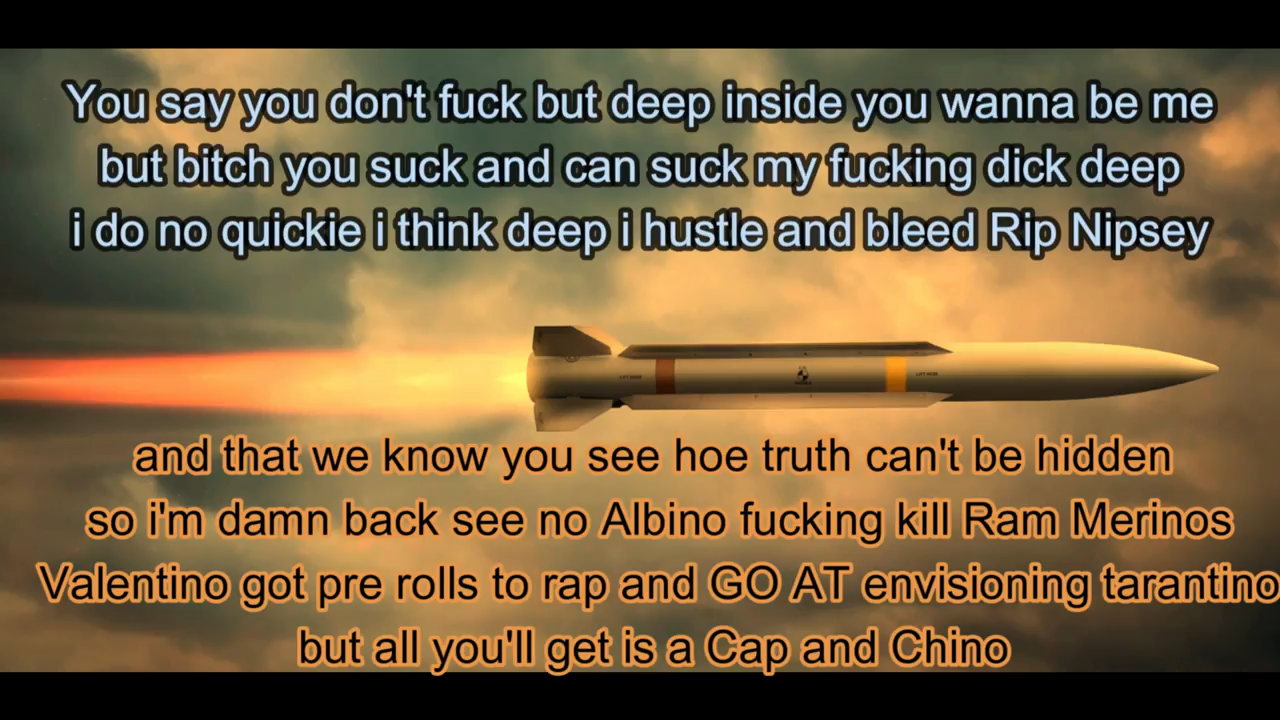 You say you don't fuck but deep inside you wanna be me
but bitch you suck and can suck my fucking dick deep
i do no quickie i think deep i hustle and bleed Rip Nipsey
and that we know you see hoe truth can't be hidden
so i'm damn back see no Albino fucking kill Ram Merinos
Valentino got pre rolls to rap and GO AT envisioning tarantino
but all you'll get is a Cap and Chino